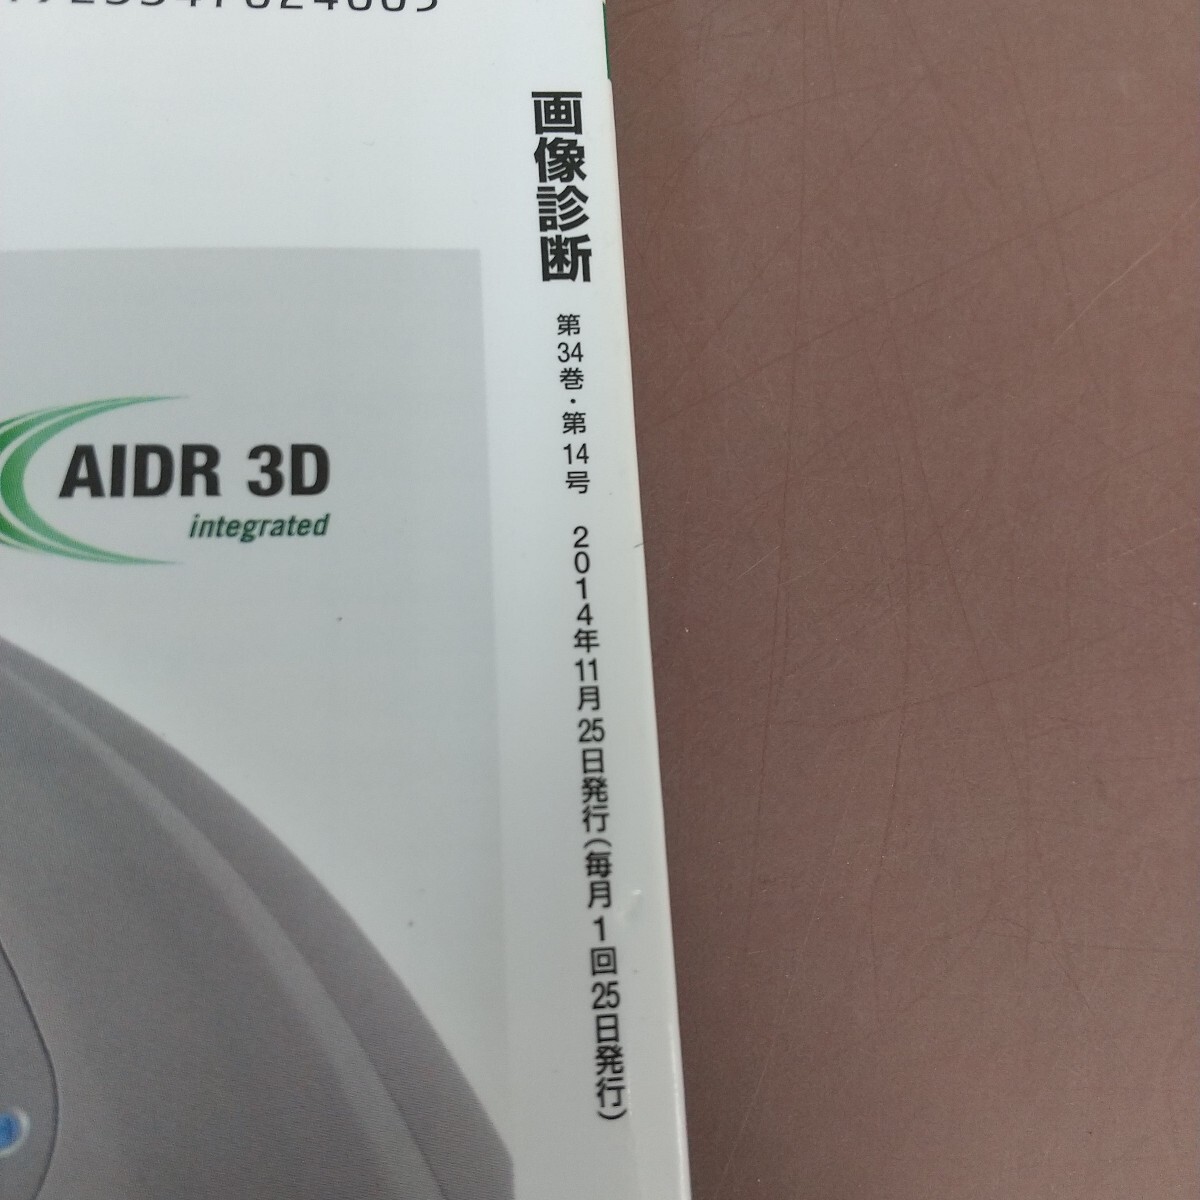 画像診断 第34巻・第14号 2014年11月25日発行(毎月1回25日発行)
AIDR 3D
integrated